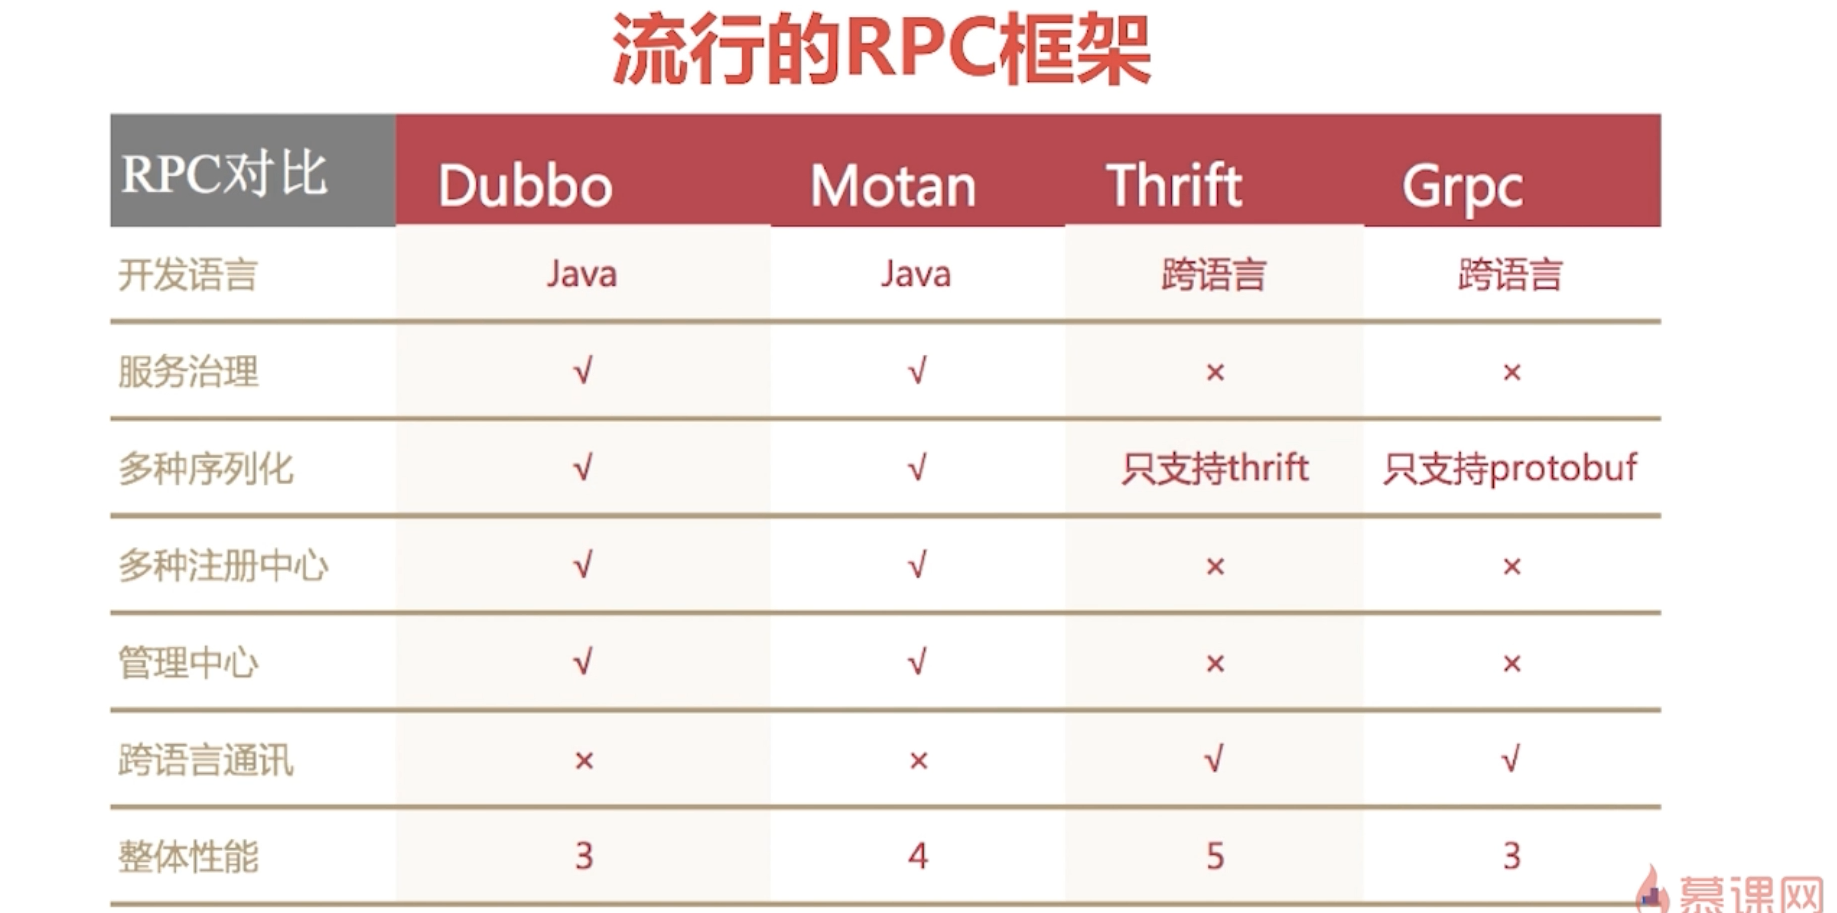 流行的RPC框架
RPC对比 Dubbo Motan Thrift Grpc
开发语言 Java Java 跨语言 跨语言
服务治理 √ √ × ×
多种序列化 √ √ 只支持thrift 只支持protobuf
多种注册中心 √ √ × ×
管理中心 √ √ × ×
跨语言通讯 × × √ √
整体性能 3 4 5 3
慕课网